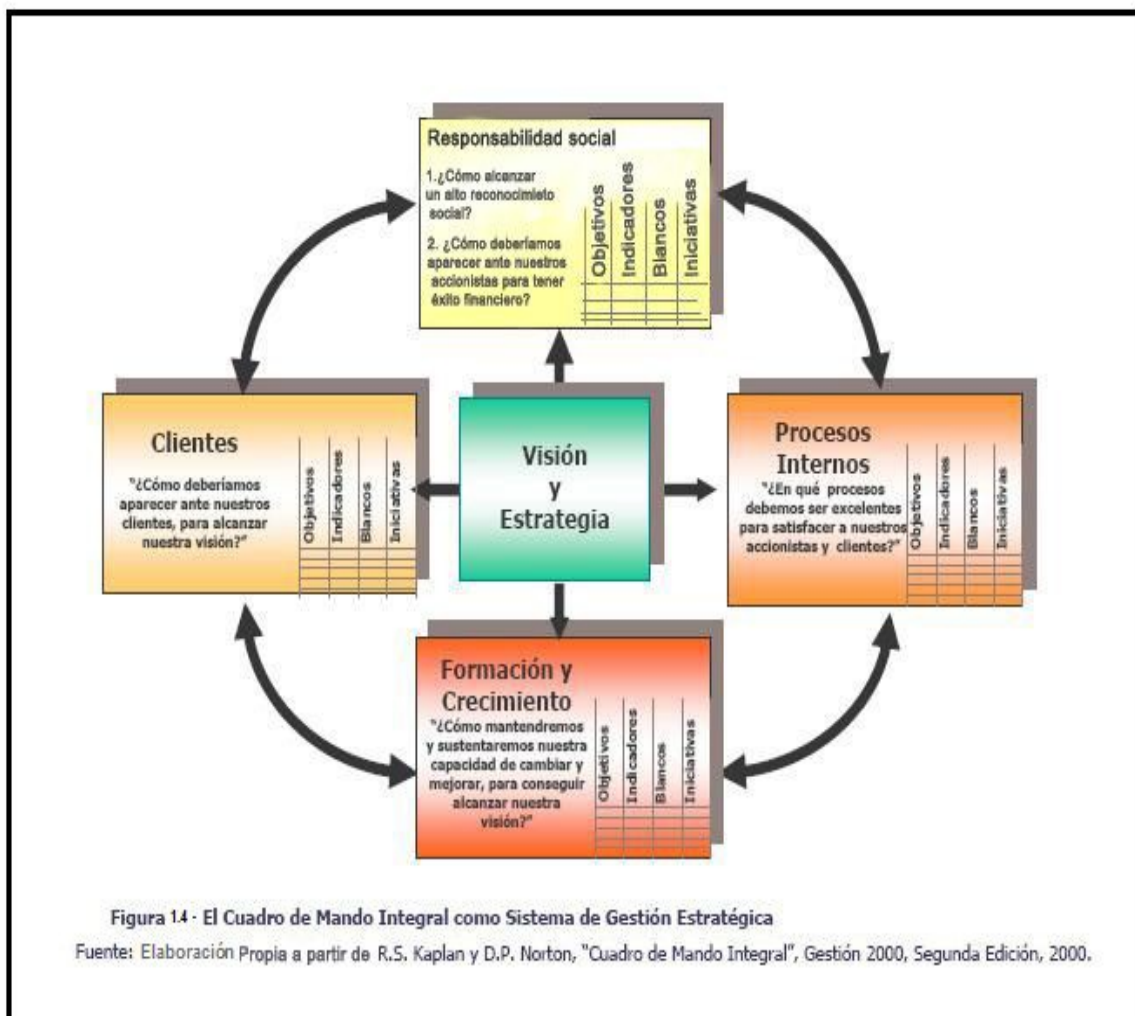 Responsabilidad social
1.¿Cómo alcanzar
un alto reconocimieto
social?
2. ¿Cómo deberíamos
aparecer ante nuestros
accionistas para tener
éxito financiero?
Objetivos
Indicadores
Blancos
Iniciativas
Clientes
"¿Cómo deberíamos
aparecer ante nuestros
clientes, para alcanzar
nuestra visión?"
Objetivos
Indicadores
Blancos
Iniciativas
Visión
y
Estrategia
Procesos
Internos
"¿En qué procesos
debemos ser excelentes
para satisfacer a nuestros
accionistas y clientes?"
Objetivos
Indicadores
Blancos
Iniciativas
Formación y
Crecimiento
"¿Cómo mantendremos
y sustentaremos nuestra
capacidad de cambiar y
mejorar, para conseguir
alcanzar nuestra
visión?"
Objetivos
Indicadores
Blancos
Iniciativas
Figura 1.4 - El Cuadro de Mando Integral como Sistema de Gestión Estratégica
Fuente: Elaboración Propia a partir de R.S. Kaplan y D.P. Norton, "Cuadro de Mando Integral", Gestión 2000, Segunda Edición, 2000.